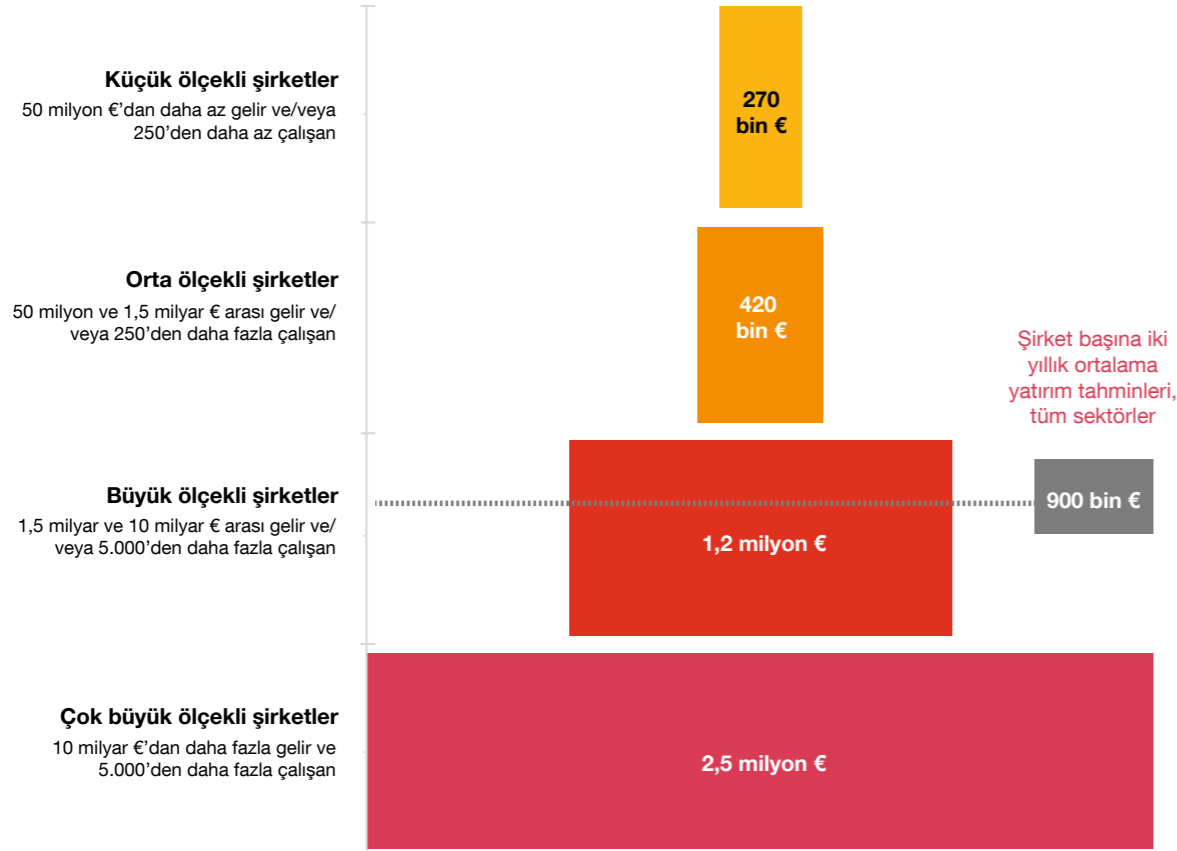 Küçük ölçekli şirketler
50 milyon €'dan daha az gelir ve/veya
250'den daha az çalışan
270
bin €
Orta ölçekli şirketler
50 milyon ve 1,5 milyar € arası gelir ve/
veya 250'den daha fazla çalışan
420
bin €
Şirket başına iki
yıllık ortalama
yatırım tahminleri,
tüm sektörler
900 bin €
Büyük ölçekli şirketler
1,5 milyar ve 10 milyar € arası gelir ve/
veya 5.000'den daha fazla çalışan
1,2 milyon €
Çok büyük ölçekli şirketler
10 milyar €'dan daha fazla gelir ve
5.000'den daha fazla çalışan
2,5 milyon €